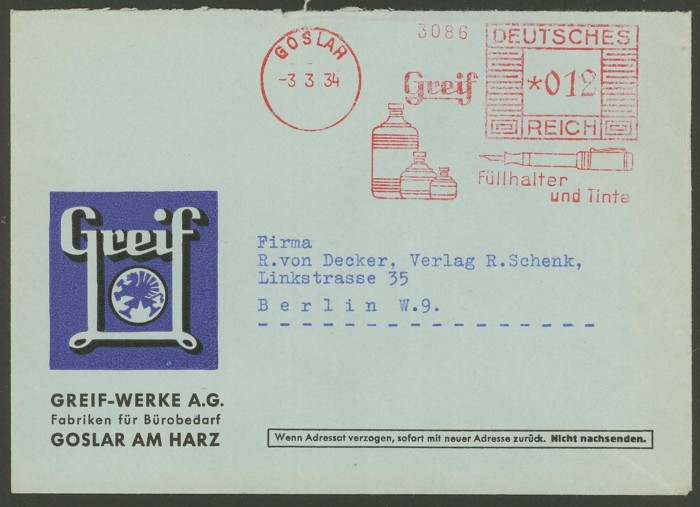 3086
GOSLAR
-3 3 34
DEUTSCHES
*012
REICH
Greif
Füllhalter
und Tinte
Greif
Firma
R.von Decker, Verlag R.Schenk,
Linkstrasse 35
Berlin W.9.
GREIF-WERKE A.G.
Fabriken für Bürobedarf
GOSLAR AM HARZ
Wenn Adressat verzogen, sofort mit neuer Adresse zurück. Nicht nachsenden.